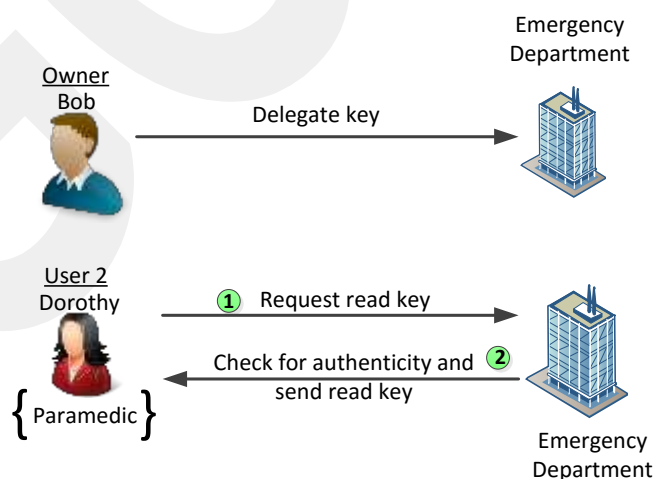 Emergency
Department
Owner
Bob
Delegate key
User 2
Dorothy
1 Request read key
Check for authenticity and 2
send read key
{ Paramedic }
Emergency
Department